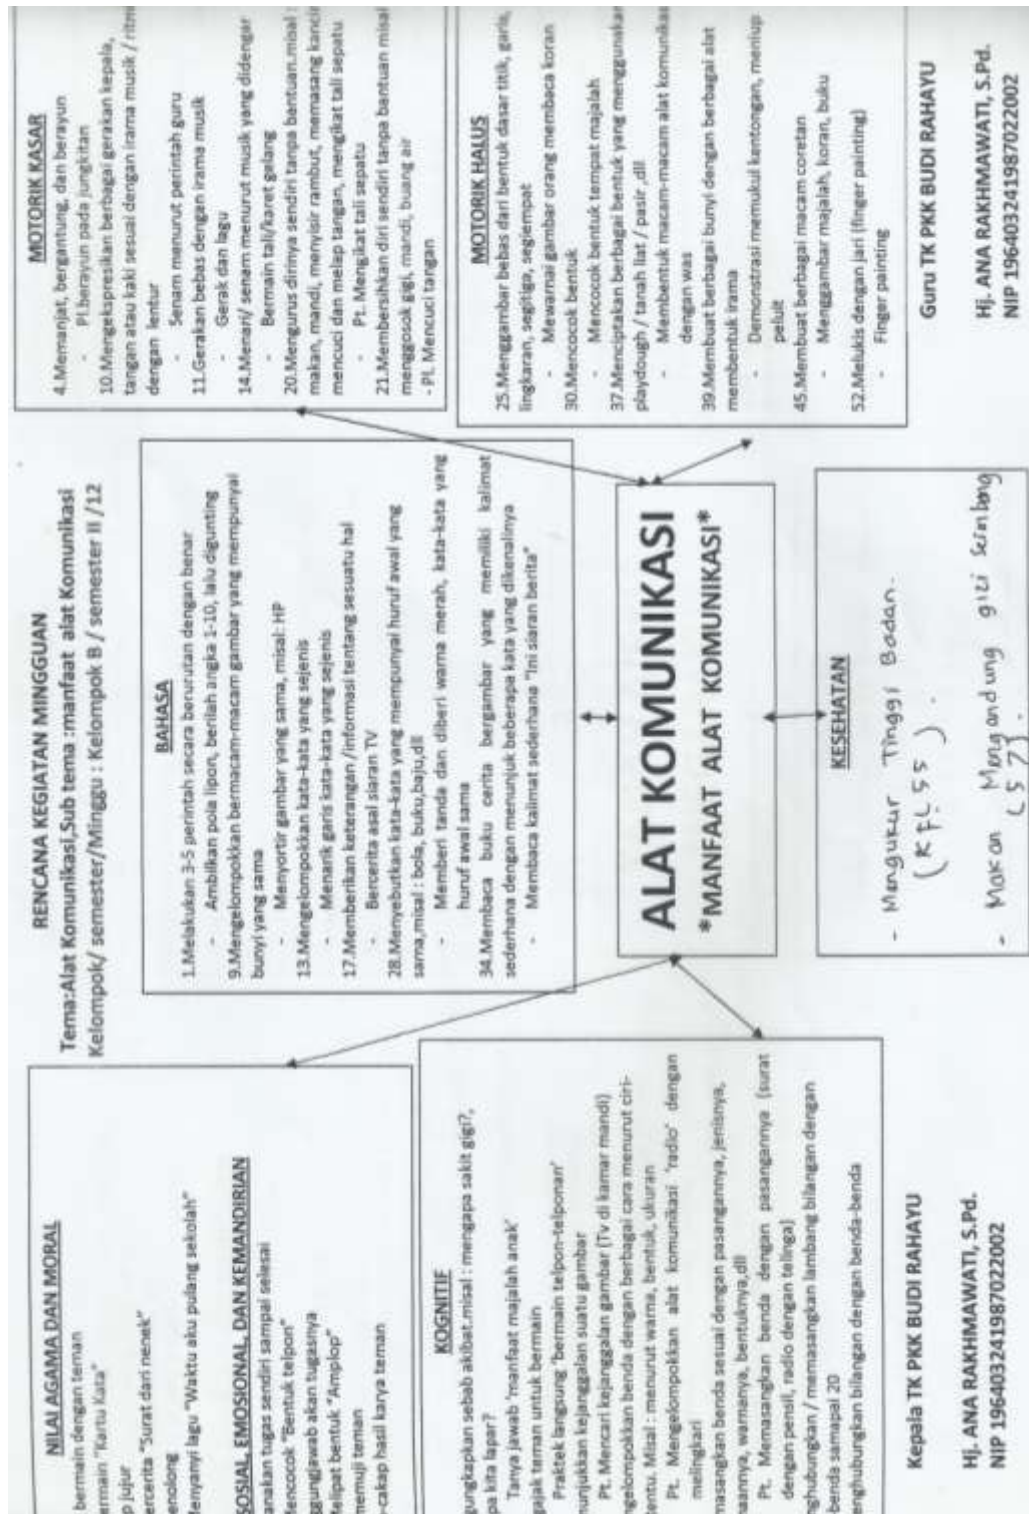 RENCANA KEGIATAN MINGGUAN
Tema:Alat Komunikasi,Sub tema :manfaat alat Komunikasi
Kelompok/ semester/Minggu : Kelompok B / semester II /12
NILAI AGAMA DAN MORAL
bermain dengan teman
ermain "Kartu Kata"
p jujur
ercerita "Surat dari nenek"
enolong
Menyanyi lagu "Waktu aku pulang sekolah"
SOSIAL, EMOSIONAL, DAN KEMANDIRIAN
anakan tugas sendiri sampai selesai
Mencocok "Bentuk telpon"
ggungjawab akan tugasnya
Melipat bentuk "Amplop"
memuji teman
-cakap hasil karya teman
BAHASA
1.Melakukan 3-5 perintah secara berurutan dengan benar
- Ambilkan pola lipon, berilah angka 1-10, lalu digunting
9.Mengelompokkan bermacam-macam gambar yang mempunyai
bunyi yang sama
- Menyortir gambar yang sama, misal: HP
13.Mengelompokkan kata-kata yang sejenis
- Menarik garis kata-kata yang sejenis
17.Memberikan keterangan /informasi tentang sesuatu hal
- Bercerita asal siaran TV
28.Menyebutkan kata-kata yang mempunyai huruf awal yang
sama,misal : bola, buku,baju,dll
- Memberi tanda dan diberi warna merah, kata-kata yang
huruf awal sama
34.Membaca buku cerita bergambar yang memiliki kalimat
sederhana dengan menunjuk beberapa kata yang dikenalinya
- Membaca kalimat sederhana "Ini siaran berita"
MOTORIK KASAR
4.Memanjat, bergantung, dan berayun
- Pl.berayun pada jungkitan
10.Mengekspresikan berbagai gerakan kepala,
tangan atau kaki sesuai dengan irama musik / ritm
dengan lentur
- Senam menurut perintah guru
11.Gerakan bebas dengan irama musik
- Gerak dan lagu
14.Menari/ senam menurut musik yang didengar
- Bermain tali/karet gelang
20.Mengurus dirinya sendiri tanpa bantuan.misal :
makan, mandi, menyisir rambut, memasang kancin
mencuci dan melap tangan, mengikat tali sepatu
- Pt. Mengikat tali sepatu
21.Membersihkan diri sendiri tanpa bantuan misal
menggosok gigi, mandi, buang air
- Pl. Mencuci tangan
KOGNITIF
gungkapkan sebab akibat.misal : mengapa sakit gigi?,
pa kita lapar?
Tanya jawab 'manfaat majalah anak'
gajak teman untuk bermain
Praktek langsung 'bermain telpon-telponan'
unjukkan kejanggalan suatu gambar
Pt. Mencari kejanggalan gambar (Tv di kamar mandi)
ngelompokkan benda dengan berbagai cara menurut ciri-
tentu. Misal : menurut warna, bentuk, ukuran
Pt. Mengelompokkan alat komunikasi 'radio' dengan
melingkari
masangkan benda sesuai dengan pasangannya, jenisnya,
naannya, warnanya, bentuknya,dll
Pt. Memasangkan benda dengan pasangannya (surat
dengan pensil, radio dengan telinga)
nghubungkan / memasangkan lambang bilangan dengan
-benda samapal 20
enghubungkan bilangan dengan benda-benda
ALAT KOMUNIKASI
*MANFAAT ALAT KOMUNIKASI*
MOTORIK HALUS
25.Menggambar bebas dari bentuk dasar titik, garis,
lingkaran, segitiga, segiempat
- Mewarnai gambar orang membaca koran
30.Mencocok bentuk
- Mencocok bentuk tempat majalah
37.Menciptakan berbagai bentuk yang menggunakan
playdough / tanah liat / pasir ,dll
- Membentuk macam-macam alat komunikas
dengan was
39.Membuat berbagai bunyi dengan berbagai alat
membentuk irama
- Demonstrasi memukul kentongan, meniup
peluit
45.Membuat berbagai macam coretan
- Menggambar majalah, koran, buku
52.Melukis dengan jari (finger painting)
- Finger painting
KESEHATAN
- Mengukur Tinggi Badan.
- Makan Mengandung gizi Seimbang
Kepala TK PKK BUDI RAHAYU
Hj. ANA RAKHMAWATI, S.Pd.
NIP 196403241987022002
Guru TK PKK BUDI RAHAYU
Hj. ANA RAKHMAWATI, S.Pd.
NIP 196403241987022002